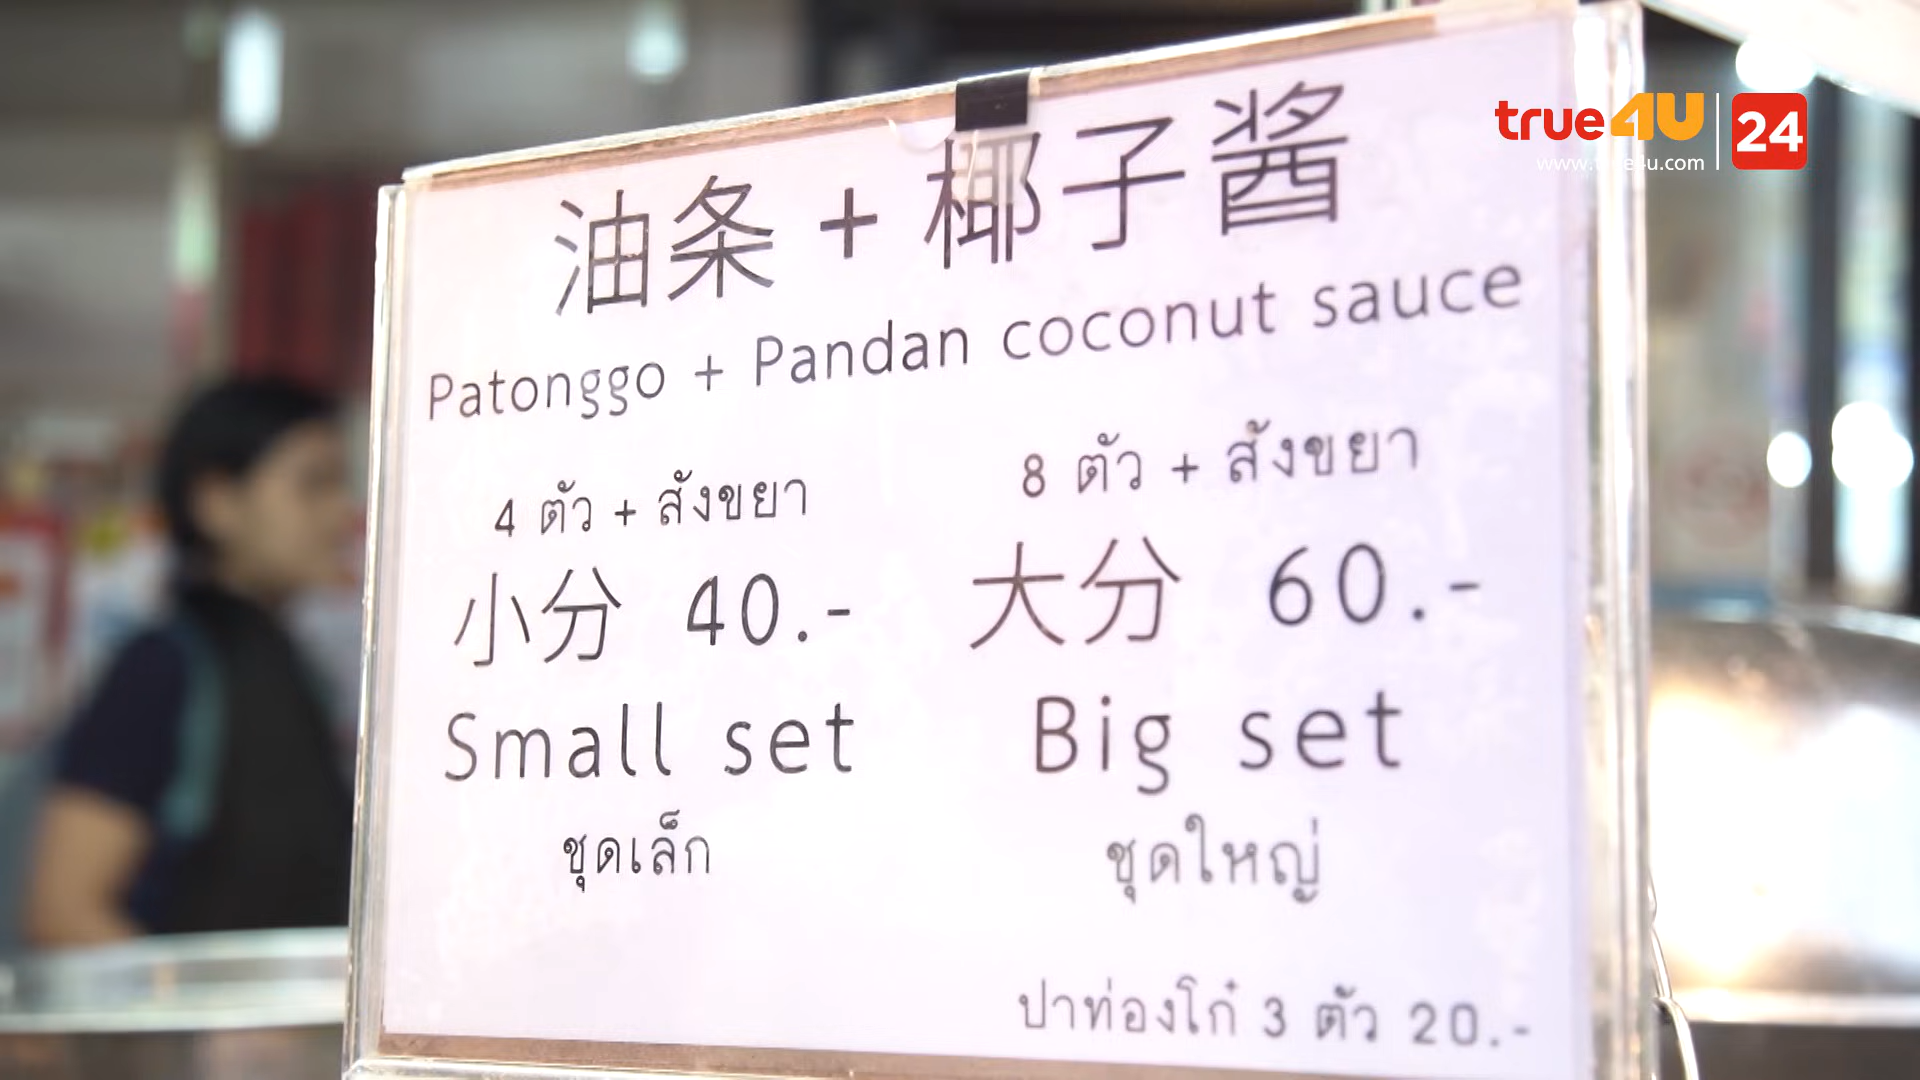 true4U 24
www.true4u.com
油条 + 椰子酱
Patonggo + Pandan coconut sauce
4 ตัว + สังขยา
小分 40.-
Small set
ชุดเล็ก
8 ตัว + สังขยา
大分 60.-
Big set
ชุดใหญ่
ปาท่องโก๋ 3 ตัว 20.-